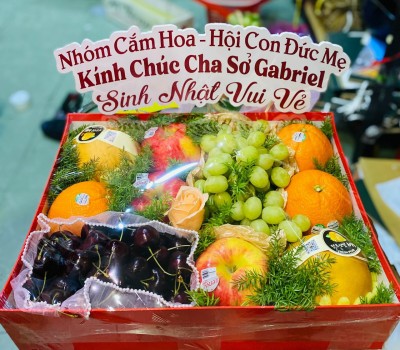 Nhóm Cắm Hoa - Hội Con Đức Mẹ
Kính Chúc Cha Sở Gabriel
Sinh Nhật Vui Vẻ